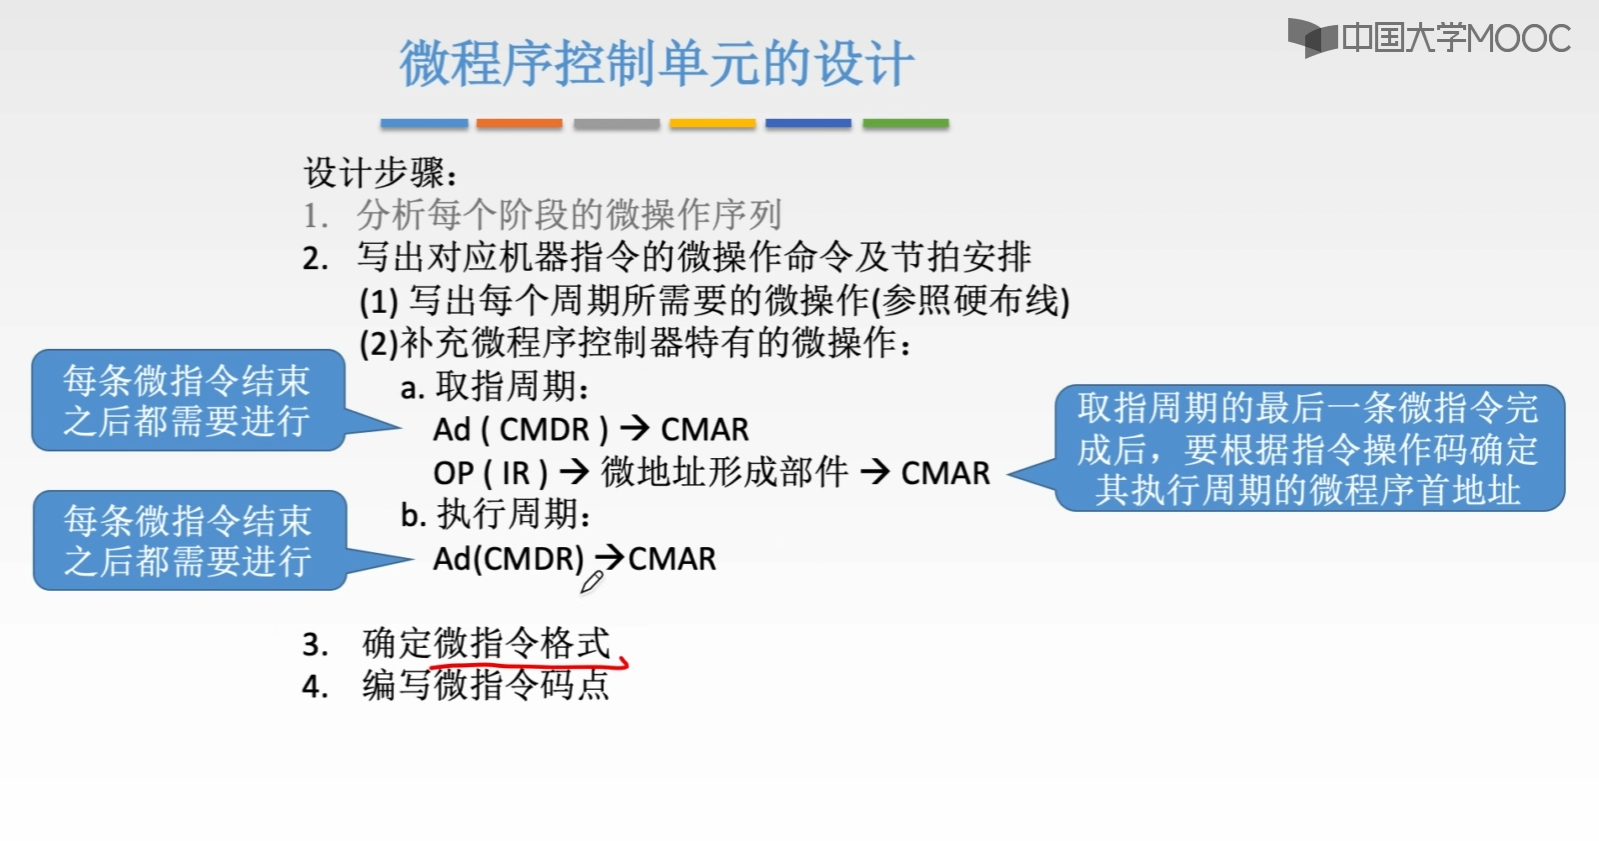 中国大学MOOC
微程序控制单元的设计
设计步骤：
1. 分析每个阶段的微操作序列
2. 写出对应机器指令的微操作命令及节拍安排
(1) 写出每个周期所需要的微操作(参照硬布线)
(2)补充微程序控制器特有的微操作：
a. 取指周期：
每条微指令结束
之后都需要进行
Ad ( CMDR ) → CMAR
OP ( IR ) → 微地址形成部件 → CMAR
取指周期的最后一条微指令完
成后，要根据指令操作码确定
其执行周期的微程序首地址
b. 执行周期：
每条微指令结束
之后都需要进行
Ad(CMDR) →CMAR
3. 确定微指令格式
4. 编写微指令码点